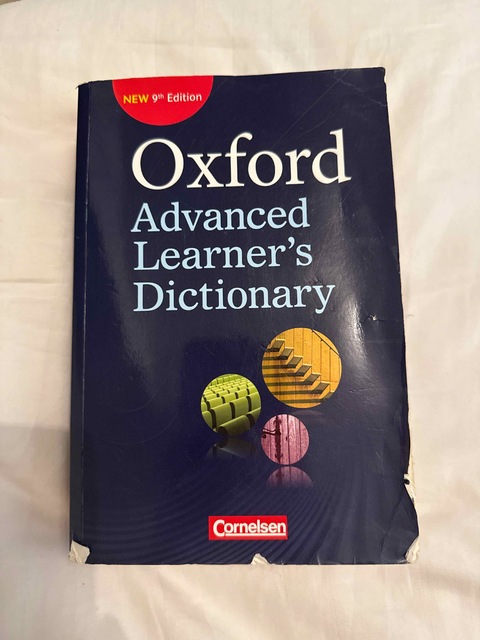 NEW 9th Edition
Oxford
Advanced
Learner's
Dictionary
Cornelsen